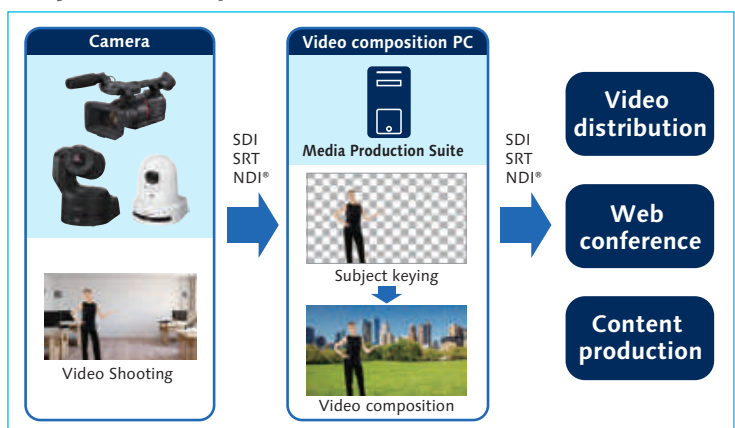 Camera
Video Shooting
SDI
SRT
NDI®
Video composition PC
Media Production Suite
Subject keying
Video composition
SDI
SRT
NDI®
Video
distribution
Web
conference
Content
production